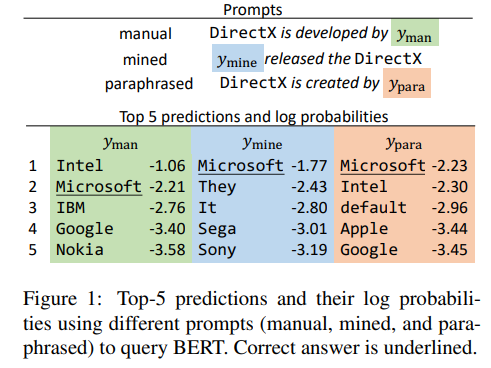 Prompts
manual DirectX is developed by yman
mined ymine released the DirectX
paraphrased DirectX is created by ypara
Top 5 predictions and log probabilities
yman ymine ypara
1 Intel -1.06 Microsoft -1.77 Microsoft -2.23
2 Microsoft -2.21 They -2.43 Intel -2.30
3 IBM -2.76 It -2.80 default -2.96
4 Google -3.40 Sega -3.01 Apple -3.44
5 Nokia -3.58 Sony -3.19 Google -3.45
Figure 1: Top-5 predictions and their log probabili-
ties using different prompts (manual, mined, and para-
phrased) to query BERT. Correct answer is underlined.